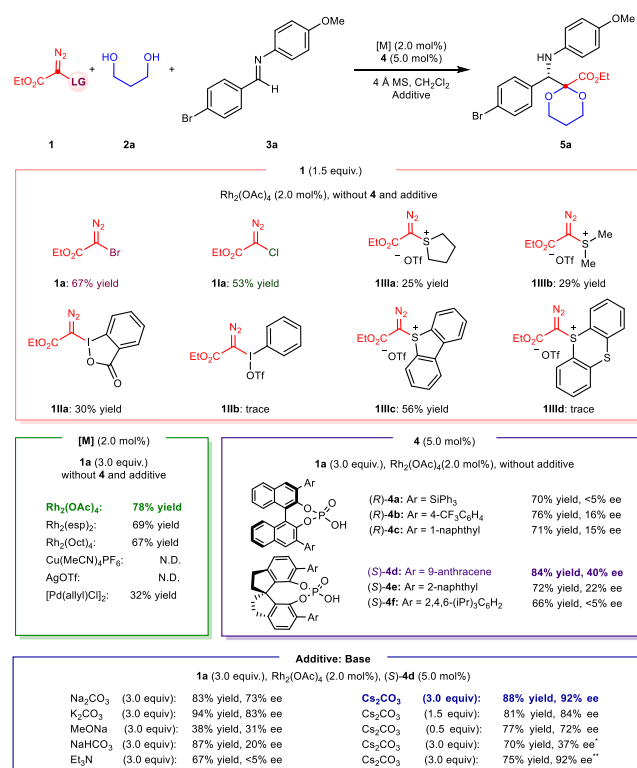 OMe
OMe
N2
EtO2C
LG
+
HO
OH
+
N
H
Br
[M] (2.0 mol%)
4 (5.0 mol%)
4 Å MS, CH2Cl2
Additive
HN
CO2Et
O O
Br
1
2a
3a
5a
1 (1.5 equiv.)
Rh2(OAc)4 (2.0 mol%), without 4 and additive
N2
EtO2C
Br
N2
EtO2C
Cl
N2
EtO2C
S+
−OTf
N2
EtO2C
S+
Me
Me
−OTf
1a: 67% yield
1Ia: 53% yield
1IIIa: 25% yield
1IIIb: 29% yield
N2
EtO2C
I
O
O
N2
EtO2C
I
OTf
N2
EtO2C
S+
−OTf
N2
EtO2C
S+
S
−OTf
1IIa: 30% yield
1IIb: trace
1IIIc: 56% yield
1IIId: trace
[M] (2.0 mol%)
1a (3.0 equiv.)
without 4 and additive
Rh2(OAc)4: 78% yield
Rh2(esp)2: 69% yield
Rh2(Oct)4: 67% yield
Cu(MeCN)4PF6: N.D.
AgOTf: N.D.
[Pd(allyl)Cl]2: 32% yield
4 (5.0 mol%)
1a (3.0 equiv.), Rh2(OAc)4(2.0 mol%), without additive
Ar
O
O
P
O
OH
Ar
(R)-4a: Ar = SiPh3 70% yield, <5% ee
(R)-4b: Ar = 4-CF3C6H4 76% yield, 16% ee
(R)-4c: Ar = 1-naphthyl 71% yield, 15% ee
Ar
O
O
P
O
OH
Ar
(S)-4d: Ar = 9-anthracene 84% yield, 40% ee
(S)-4e: Ar = 2-naphthyl 72% yield, 22% ee
(S)-4f: Ar = 2,4,6-(iPr)3C6H2 66% yield, <5% ee
Additive: Base
1a (3.0 equiv.), Rh2(OAc)4 (2.0 mol%), (S)-4d (5.0 mol%)
Na2CO3 (3.0 equiv): 83% yield, 73% ee
K2CO3 (3.0 equiv): 94% yield, 83% ee
MeONa (3.0 equiv): 38% yield, 31% ee
NaHCO3 (3.0 equiv): 87% yield, 20% ee
Et3N (3.0 equiv): 67% yield, <5% ee
Cs2CO3 (3.0 equiv): 88% yield, 92% ee
Cs2CO3 (1.5 equiv): 81% yield, 84% ee
Cs2CO3 (0.5 equiv): 77% yield, 72% ee
Cs2CO3 (3.0 equiv): 70% yield, 37% ee*
Cs2CO3 (3.0 equiv): 75% yield, 92% ee**